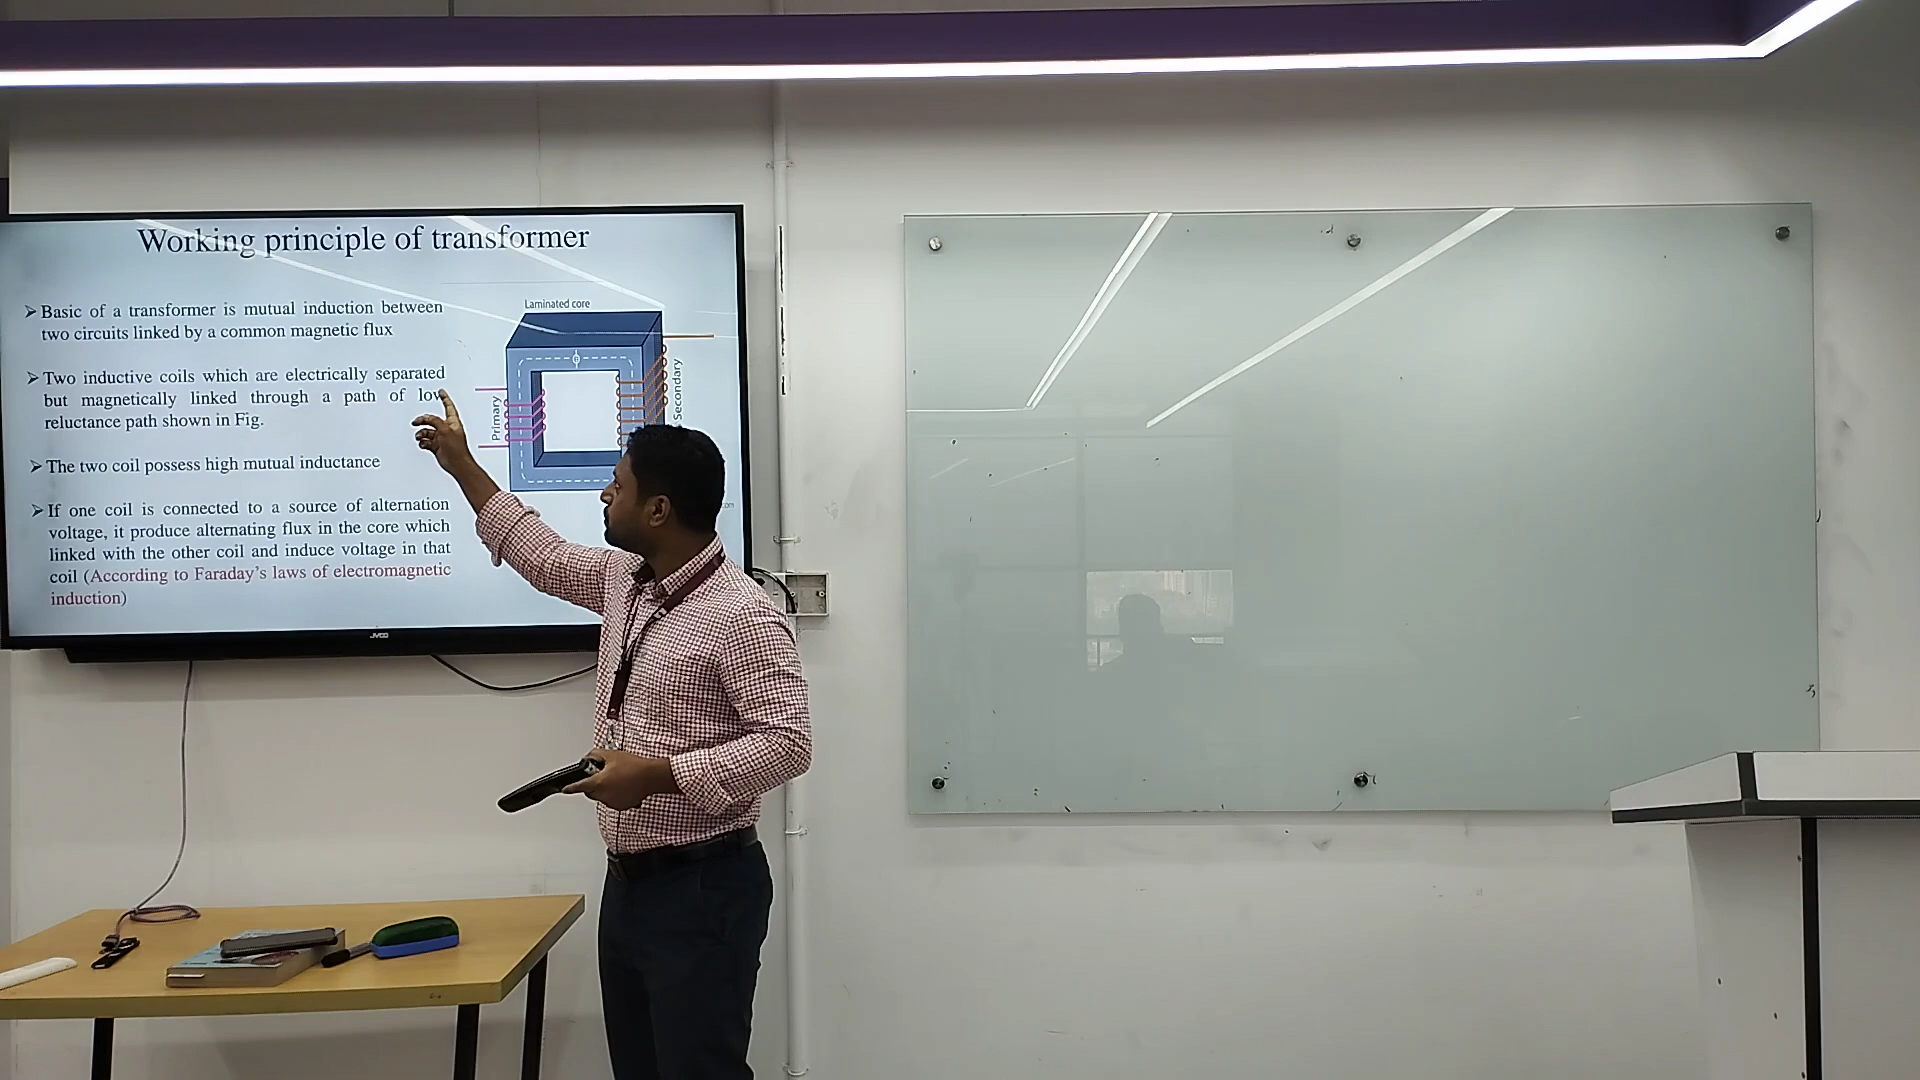 Working principle of transformer
➢Basic of a transformer is mutual induction between
two circuits linked by a common magnetic flux
➢Two inductive coils which are electrically separated
but magnetically linked through a path of low
reluctance path shown in Fig.
➢The two coil possess high mutual inductance
➢If one coil is connected to a source of alternation
voltage, it produce alternating flux in the core which
linked with the other coil and induce voltage in that
coil (According to Faraday's laws of electromagnetic
induction)
Laminated core
Primary
Secondary
JVCO